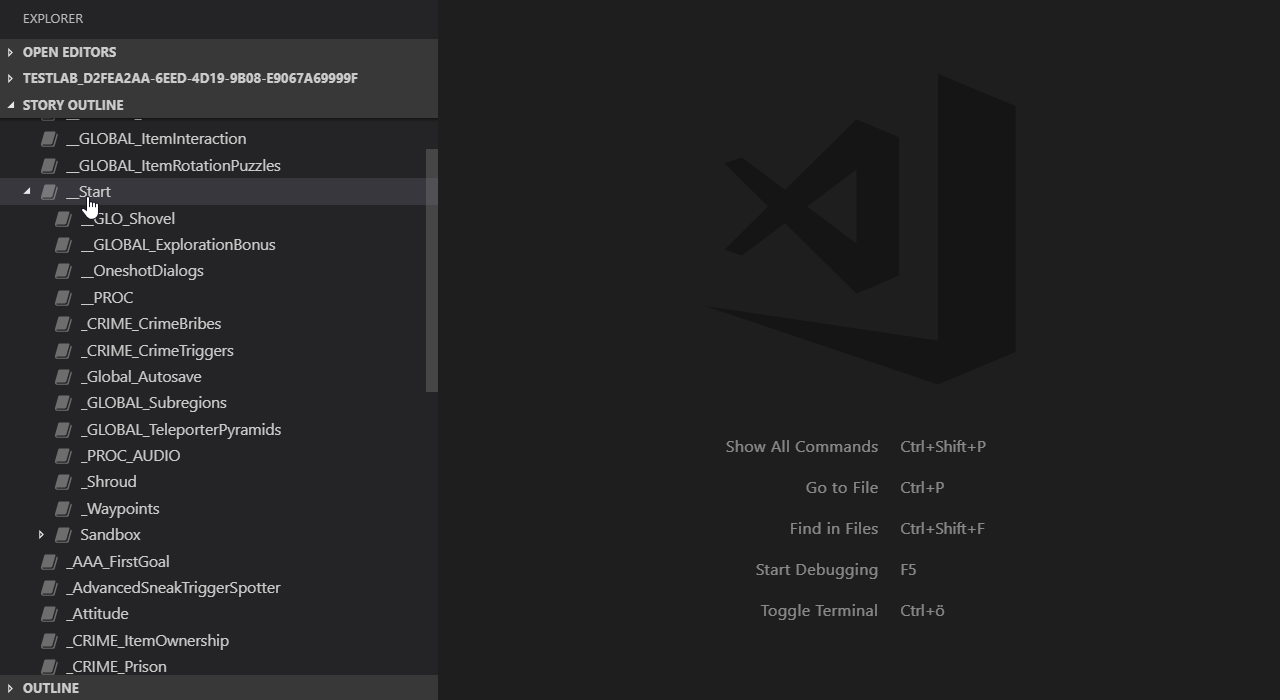 EXPLORER
OPEN EDITORS
TESTLAB_D2FEA2AA-6EED-4D19-9B08-E9067A69999F
STORY OUTLINE
__GLOBAL_ItemInteraction
__GLOBAL_ItemRotationPuzzles
__Start
__GLO_Shovel
__GLOBAL_ExplorationBonus
__OneshotDialogs
__PROC
_CRIME_CrimeBribes
_CRIME_CrimeTriggers
_Global_Autosave
_GLOBAL_Subregions
_GLOBAL_TeleporterPyramids
_PROC_AUDIO
_Shroud
_Waypoints
Sandbox
_AAA_FirstGoal
_AdvancedSneakTriggerSpotter
_Attitude
_CRIME_ItemOwnership
_CRIME_Prison
OUTLINE
Show All Commands Ctrl+Shift+P
Go to File Ctrl+P
Find in Files Ctrl+Shift+F
Start Debugging F5
Toggle Terminal Ctrl+ö